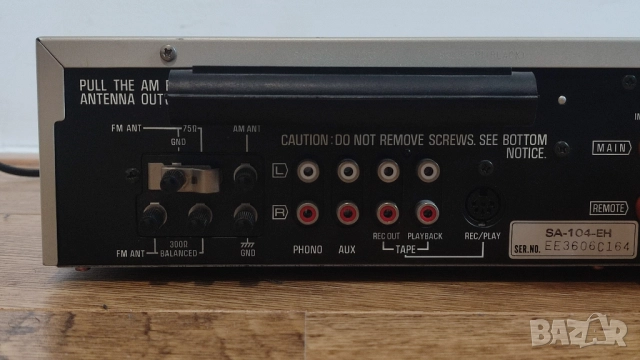 PULL THE AM
ANTENNA OUT
FM ANT 75Ω
GND
AM ANT
CAUTION: DO NOT REMOVE SCREWS. SEE BOTTOM
NOTICE.
MAIN
L
R
REMOTE
PHONO
AUX
REC OUT
PLAYBACK
TAPE
REC/PLAY
FM ANT
300Ω
BALANCED
GND
SA-104-EH
SER.NO. EE3606C164
BAZAR.bg